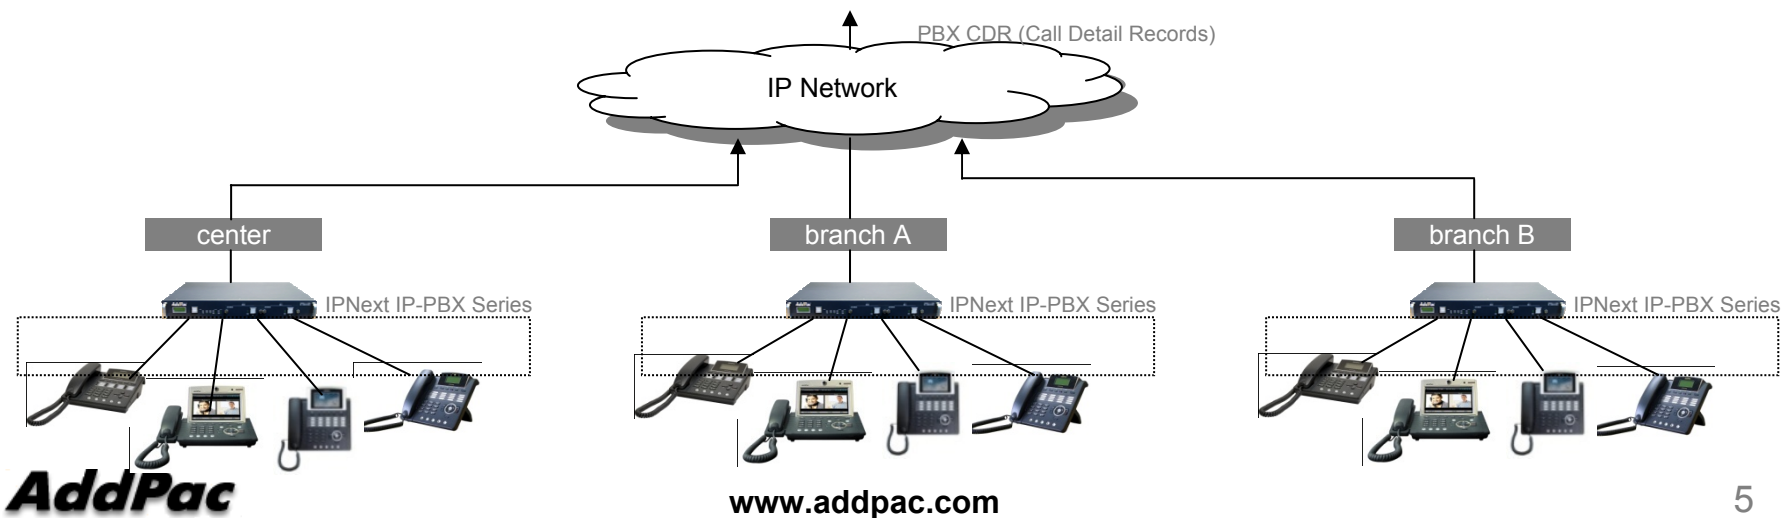 PBX CDR (Call Detail Records)
IP Network
center
branch A
branch B
IPNext IP-PBX Series
IPNext IP-PBX Series
IPNext IP-PBX Series
AddPac
www.addpac.com
5